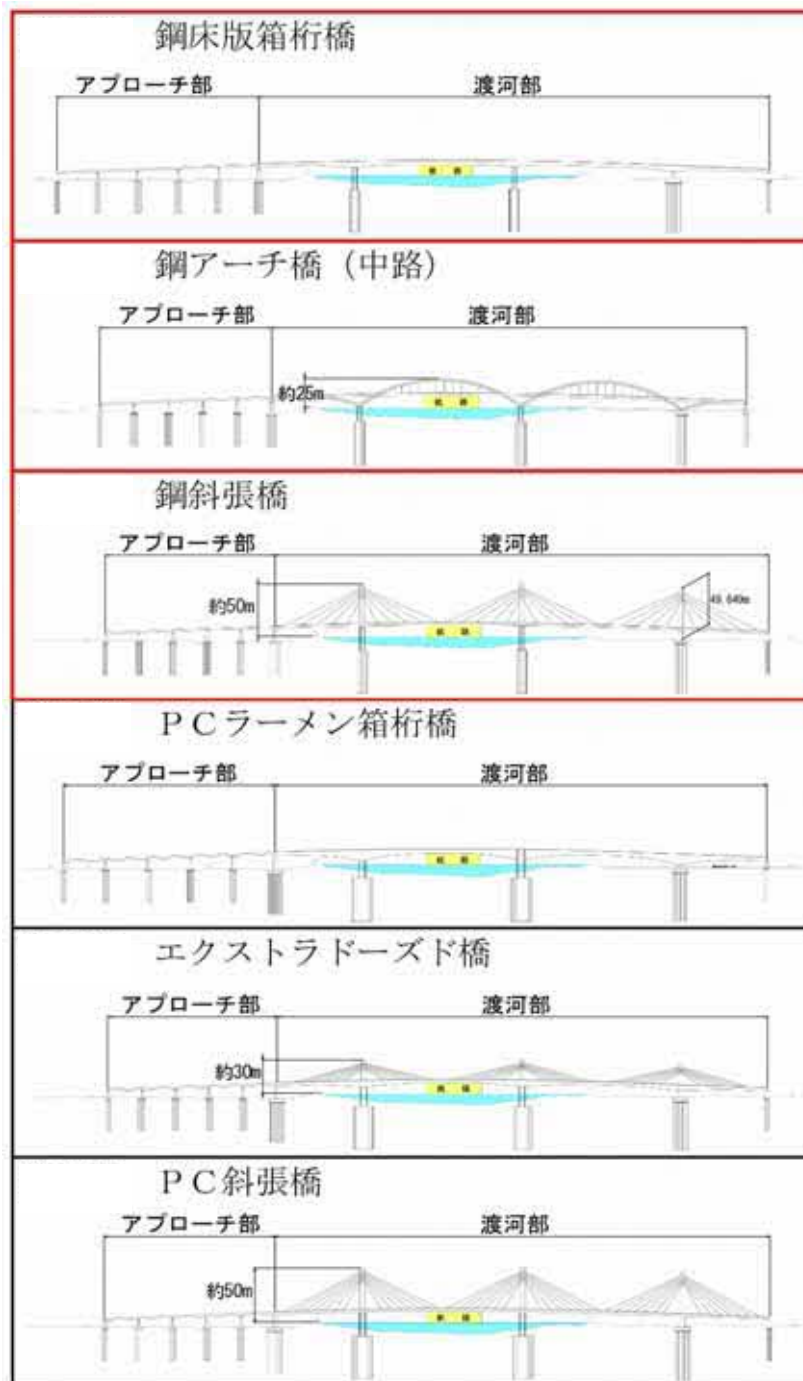 鋼床版箱桁橋
アプローチ部 渡河部
鋼アーチ橋（中路）
アプローチ部 渡河部
約25m
鋼斜張橋
アプローチ部 渡河部
約50m
ＰＣラーメン箱桁橋
アプローチ部 渡河部
エクストラドーズド橋
アプローチ部 渡河部
約30m
ＰＣ斜張橋
アプローチ部 渡河部
約50m